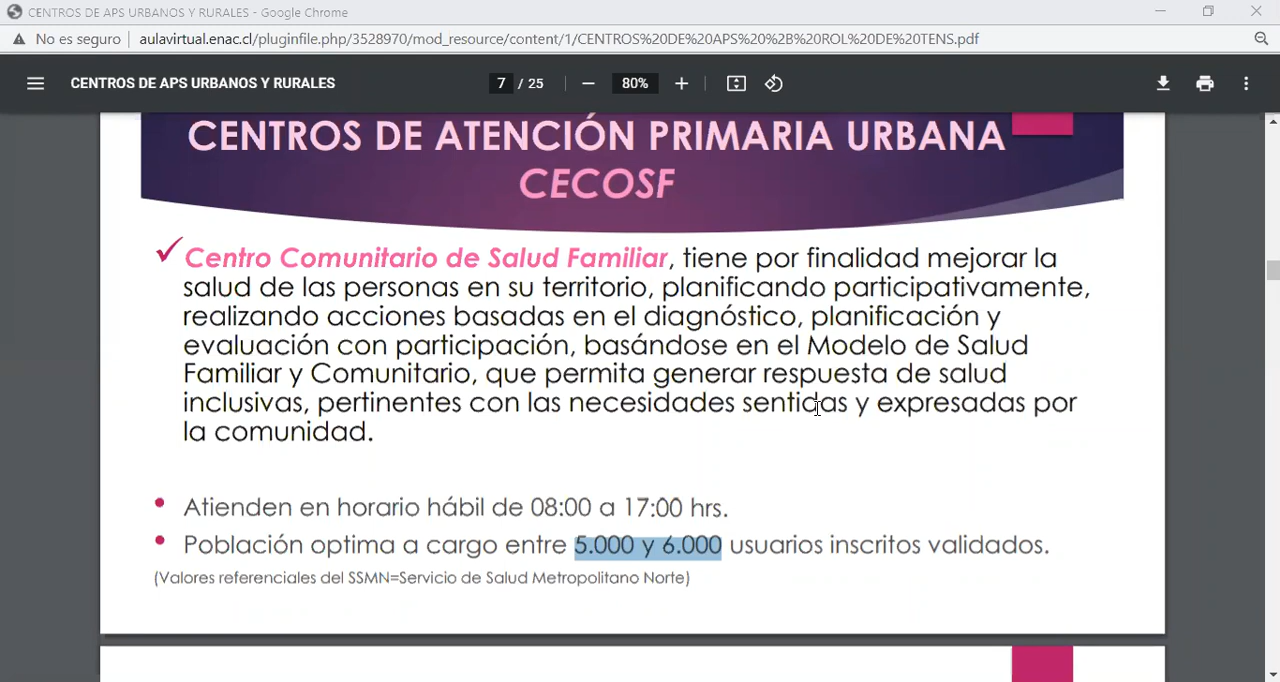 CENTROS DE APS URBANOS Y RURALES - Google Chrome
No es seguro | aulavirtual.enac.cl/pluginfile.php/3528970/mod_resource/content/1/CENTROS%20DE%20APS%20%2B%20ROL%20DE%20TENS.pdf
CENTROS DE APS URBANOS Y RURALES 7 / 25 80%
CENTROS DE ATENCIÓN PRIMARIA URBANA
CECOSF
Centro Comunitario de Salud Familiar, tiene por finalidad mejorar la
salud de las personas en su territorio, planificando participativamente,
realizando acciones basadas en el diagnóstico, planificación y
evaluación con participación, basándose en el Modelo de Salud
Familiar y Comunitario, que permita generar respuesta de salud
inclusivas, pertinentes con las necesidades sentidas y expresadas por
la comunidad.
• Atienden en horario hábil de 08:00 a 17:00 hrs.
• Población optima a cargo entre 5.000 y 6.000 usuarios inscritos validados.
(Valores referenciales del SSMN=Servicio de Salud Metropolitano Norte)